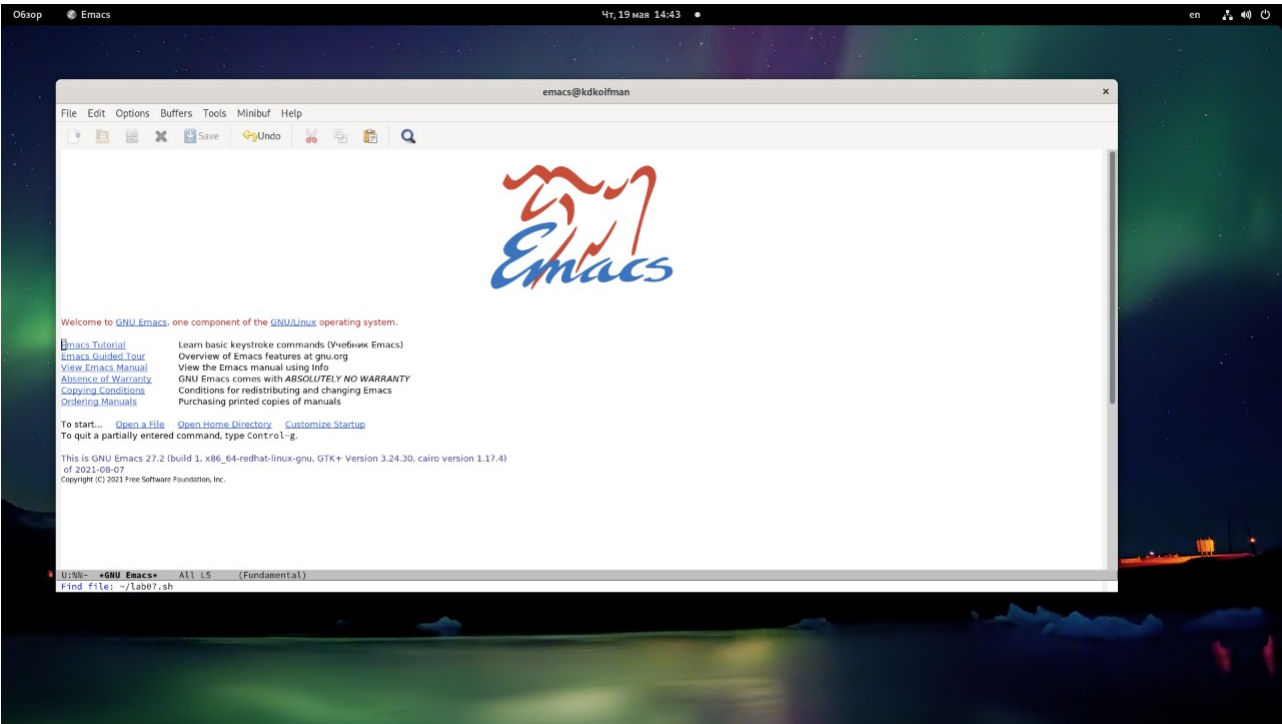 Обзор Emacs Чт, 19 мая 14:43 en
emacs@kdkoifman
File Edit Options Buffers Tools Minibuf Help
Save Undo
Emacs
Welcome to GNU Emacs, one component of the GNU/Linux operating system.
Emacs Tutorial Learn basic keystroke commands (Учебник Emacs)
Emacs Guided Tour Overview of Emacs features at gnu.org
View Emacs Manual View the Emacs manual using Info
Absence of Warranty GNU Emacs comes with ABSOLUTELY NO WARRANTY
Copying Conditions Conditions for redistributing and changing Emacs
Ordering Manuals Purchasing printed copies of manuals
To start... Open a File Open Home Directory Customize Startup
To quit a partially entered command, type Control-g.
This is GNU Emacs 27.2 (build 1, x86_64-redhat-linux-gnu, GTK+ Version 3.24.30, cairo version 1.17.4)
of 2021-08-07
Copyright (C) 2021 Free Software Foundation, Inc.
U:%%- *GNU Emacs* All L5 (Fundamental)
Find file: ~/lab07.sh